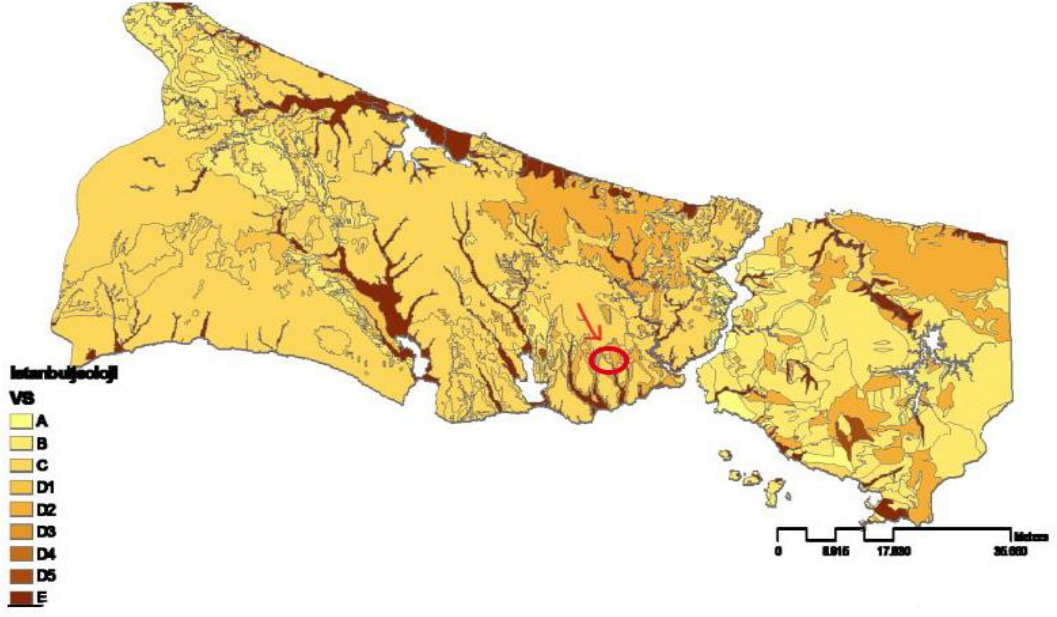 Istanbuljeoloji
VS
A
B
C
D1
D2
D3
D4
D5
E
Meters
0 8.915 17.830 35.660